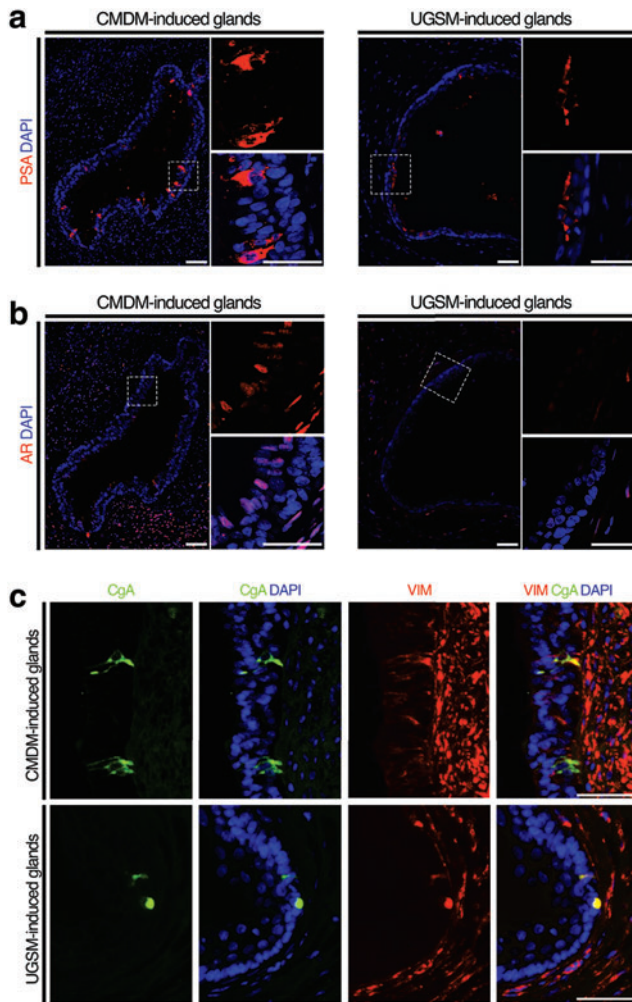 a
CMDM-induced glands
UGSM-induced glands
PSA DAPI
b
CMDM-induced glands
UGSM-induced glands
AR DAPI
c
CgA
CgA DAPI
VIM
VIM CgA DAPI
CMDM-induced glands
UGSM-induced glands